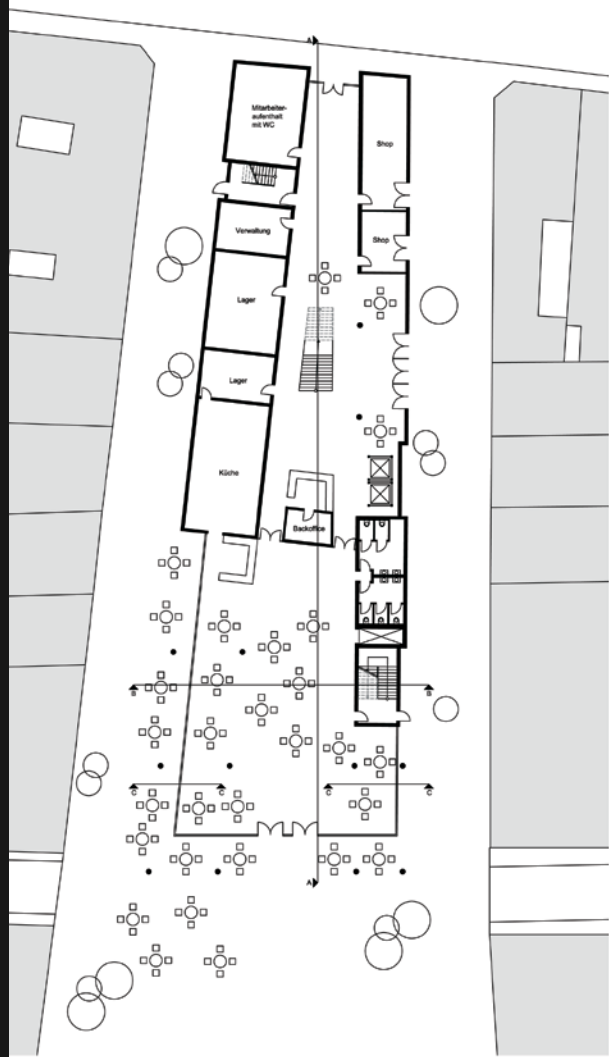 A
Mitarbeiter-
aufenthalt
mit WC
Shop
Shop
Verwaltung
Lager
Lager
Küche
Backoffice
B
B
C
C
C
C
A